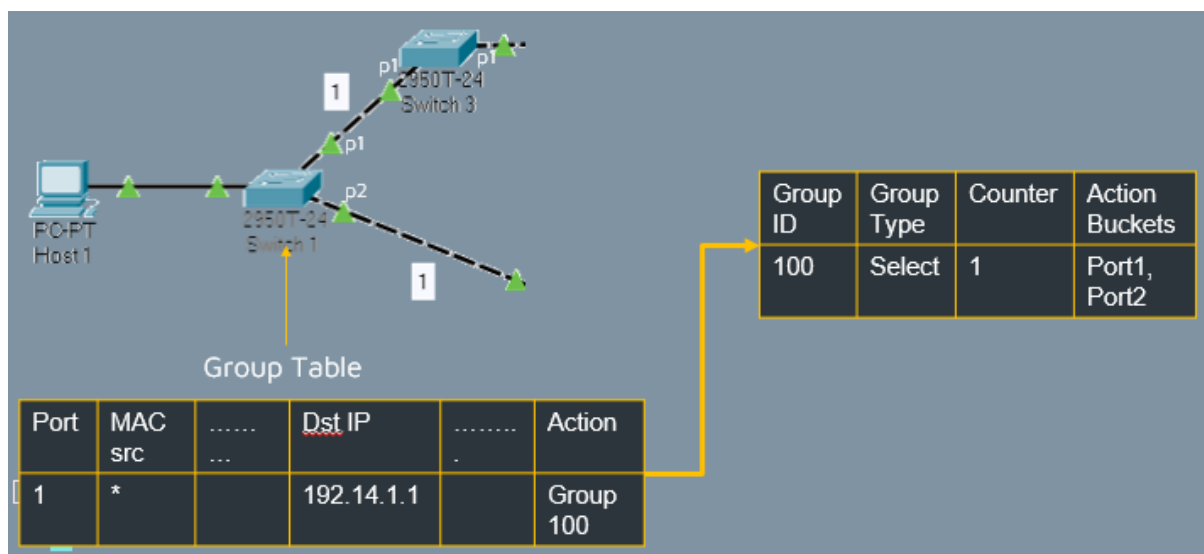 p1
p1
2950T-24
Switch 3
1
p1
p2
PC-PT
Host 1
2950T-24
Switch 1
1
Group Table
Group ID
Group Type
Counter
Action Buckets
100
Select
1
Port1, Port2
Port
MAC src
...... ...
Dst IP
........ .
Action
1
*
192.14.1.1
Group 100